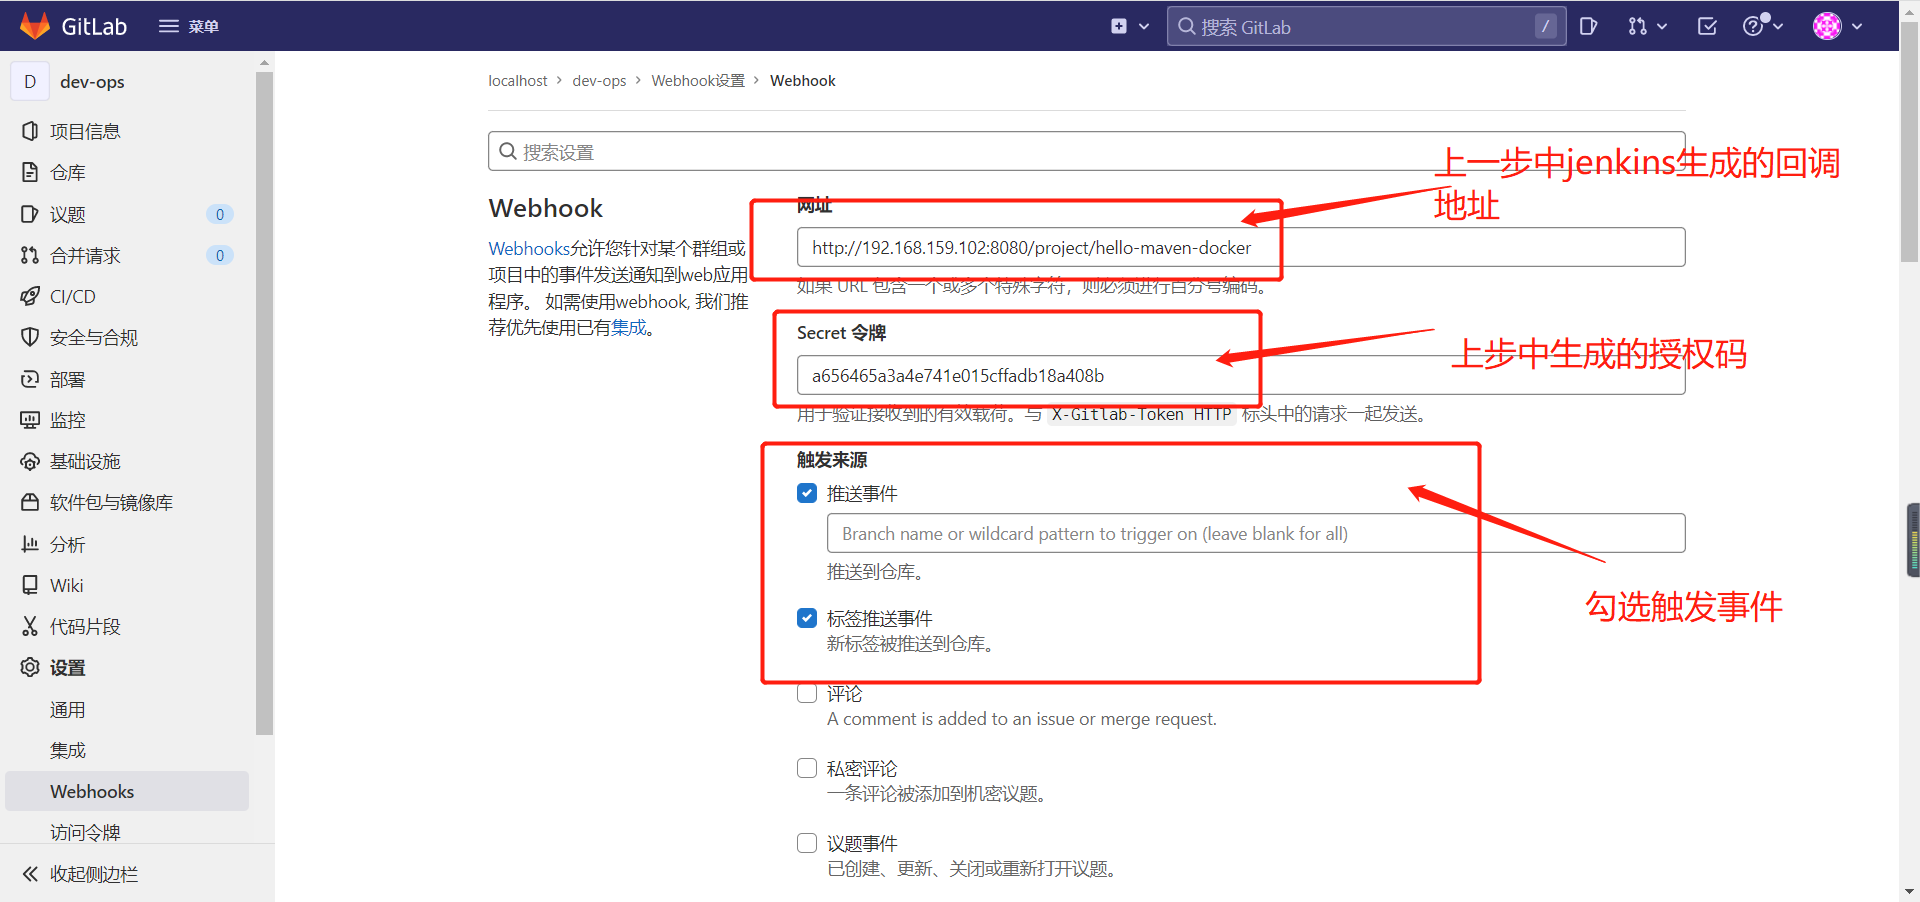 GitLab
菜单
搜索 GitLab
/
D
dev-ops
项目信息
仓库
议题
0
合并请求
0
CI/CD
安全与合规
部署
监控
基础设施
软件包与镜像库
分析
Wiki
代码片段
设置
通用
集成
Webhooks
访问令牌
收起侧边栏
localhost › dev-ops › Webhook设置 › Webhook
搜索设置
Webhook
Webhooks允许您针对某个群组或
项目中的事件发送通知到web应用
程序。 如需使用webhook, 我们推
荐优先使用已有集成。
网址
http://192.168.159.102:8080/project/hello-maven-docker
如果 URL 包含一个或多个特殊字符，则必须进行百分号编码。
上一步中jenkins生成的回调
地址
Secret 令牌
a656465a3a4e741e015cffadb18a408b
用于验证接收到的有效载荷。与 X-Gitlab-Token HTTP 标头中的请求一起发送。
上步中生成的授权码
触发来源
推送事件
Branch name or wildcard pattern to trigger on (leave blank for all)
推送到仓库。
标签推送事件
新标签被推送到仓库。
勾选触发事件
评论
A comment is added to an issue or merge request.
私密评论
一条评论被添加到机密议题。
议题事件
已创建、更新、关闭或重新打开议题。